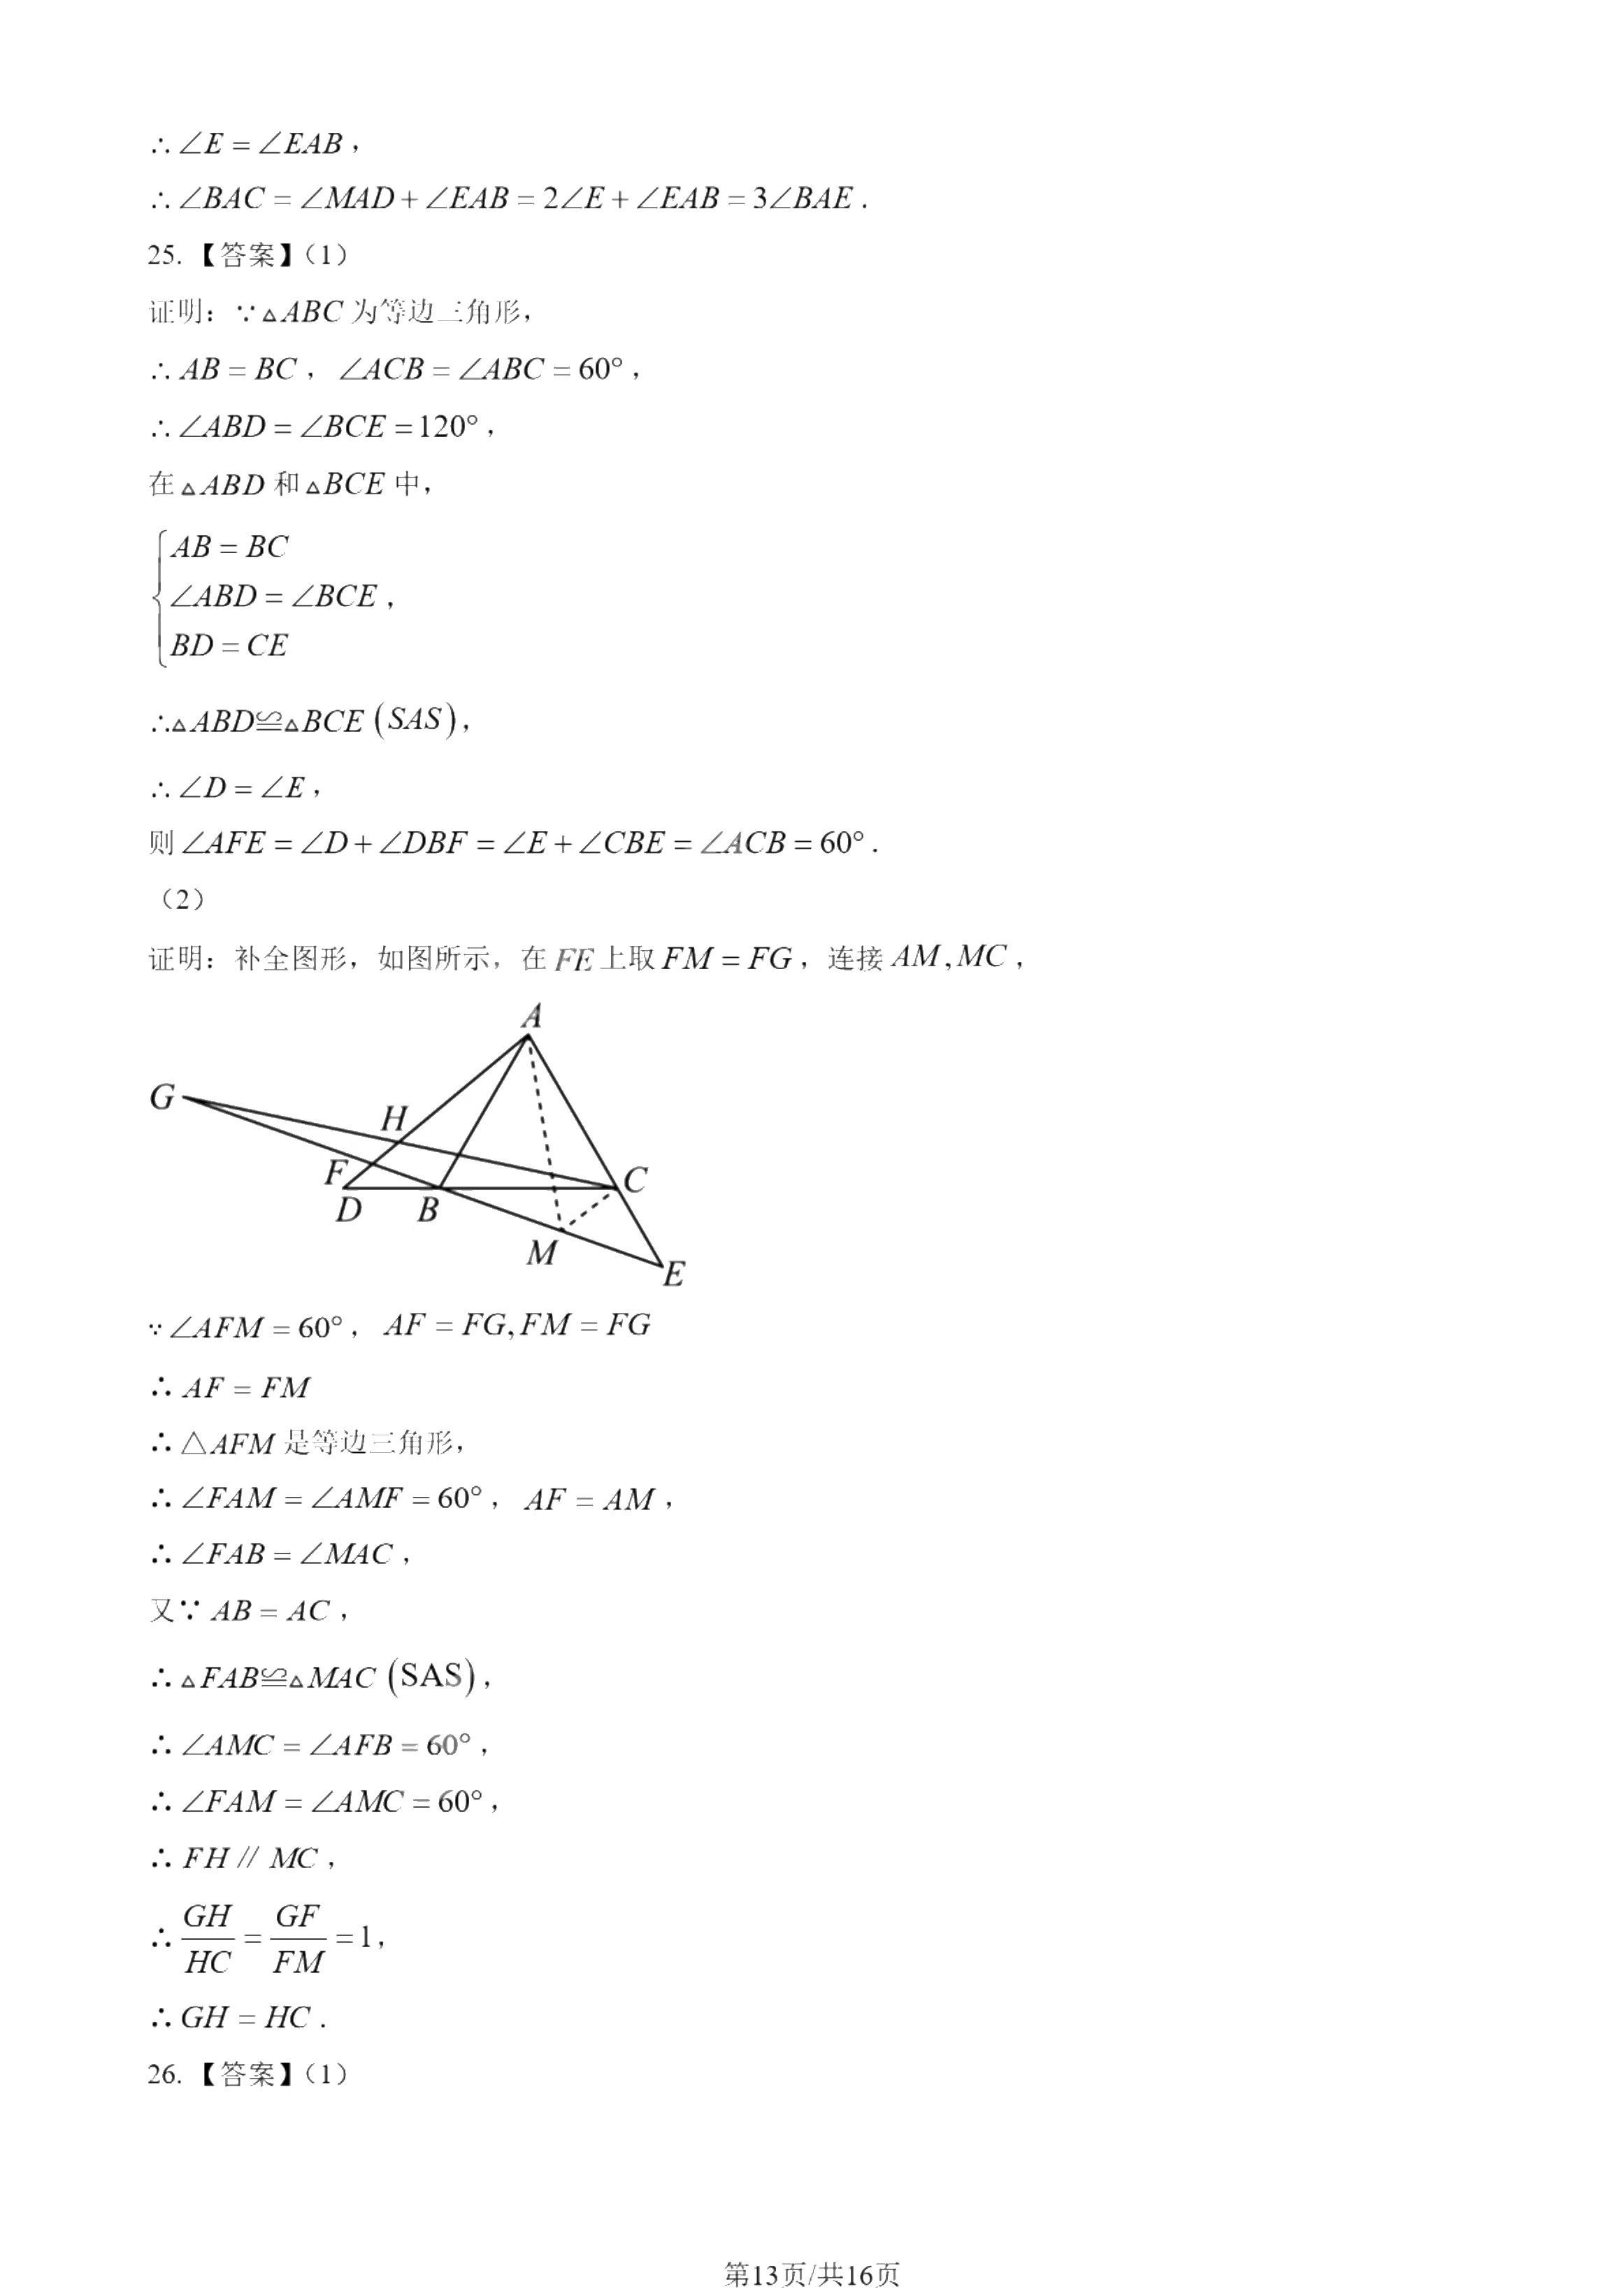 ∴∠E = ∠EAB，
∴∠BAC = ∠MAD + ∠EAB = 2∠E + ∠EAB = 3∠BAE．
25. 【答案】（1）
证明：∵△ABC 为等边三角形，
∴ AB = BC，∠ACB = ∠ABC = 60°，
∴∠ABD = ∠BCE = 120°，
在△ABD 和△BCE 中，
AB = BC
∠ABD = ∠BCE，
BD = CE
∴△ABD≌△BCE (SAS)，
∴∠D = ∠E，
则∠AFE = ∠D + ∠DBF = ∠E + ∠CBE = ∠ACB = 60°．
（2）
证明：补全图形，如图所示，在 FE 上取 FM = FG，连接 AM, MC，
A
G
H
F
C
D
B
M
E
∵∠AFM = 60°，AF = FG, FM = FG
∴ AF = FM
∴△AFM 是等边三角形，
∴∠FAM = ∠AMF = 60°，AF = AM，
∴∠FAB = ∠MAC，
又∵ AB = AC，
∴△FAB≌△MAC (SAS)，
∴∠AMC = ∠AFB = 60°，
∴∠FAM = ∠AMC = 60°，
∴ FH // MC，
∴ GH/HC = GF/FM = 1，
∴ GH = HC．
26. 【答案】（1）
第13页/共16页